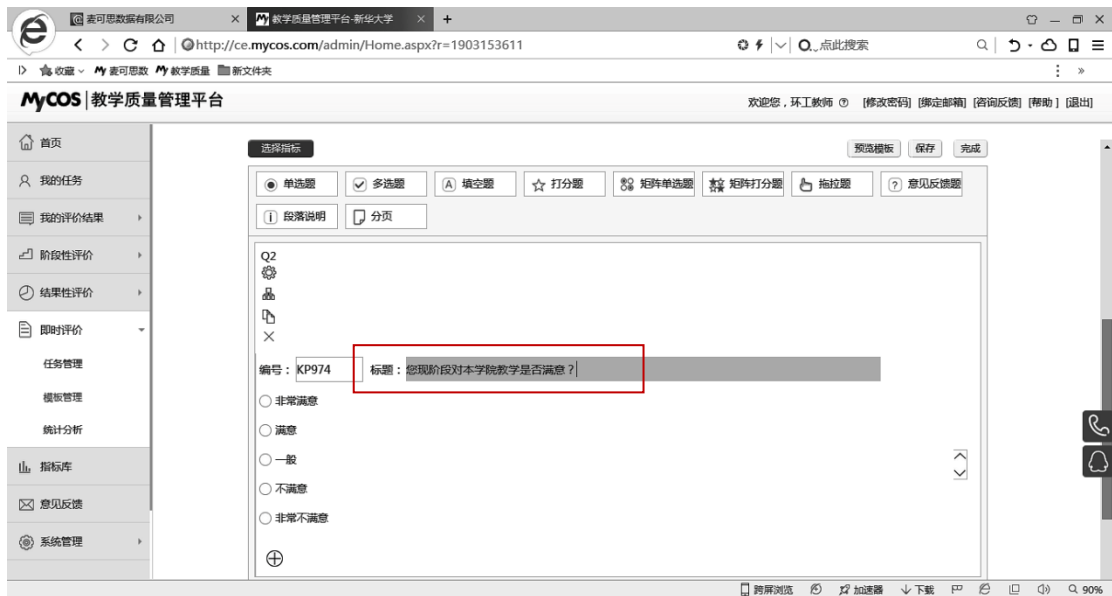 麦可思数据有限公司 × 教学质量管理平台-新华大学 × +
http://ce.mycos.com/admin/Home.aspx?r=1903153611 点此搜索
收藏 麦可思数 教学质量 新文件夹 »
MyCOS 教学质量管理平台 欢迎您，环工教师 [修改密码] [绑定邮箱] [咨询反馈] [帮助] [退出]
首页
我的任务
我的评价结果
阶段性评价
结果性评价
即时评价
任务管理
模板管理
统计分析
指标库
意见反馈
系统管理
选择指标 预览模板 保存 完成
单选题 多选题 填空题 打分题 矩阵单选题 矩阵打分题 拖拉题 意见反馈题
段落说明 分页
Q2
编号： KP974 标题：您现阶段对本学院教学是否满意？
非常满意
满意
一般
不满意
非常不满意
跨屏浏览 加速器 下载 90%